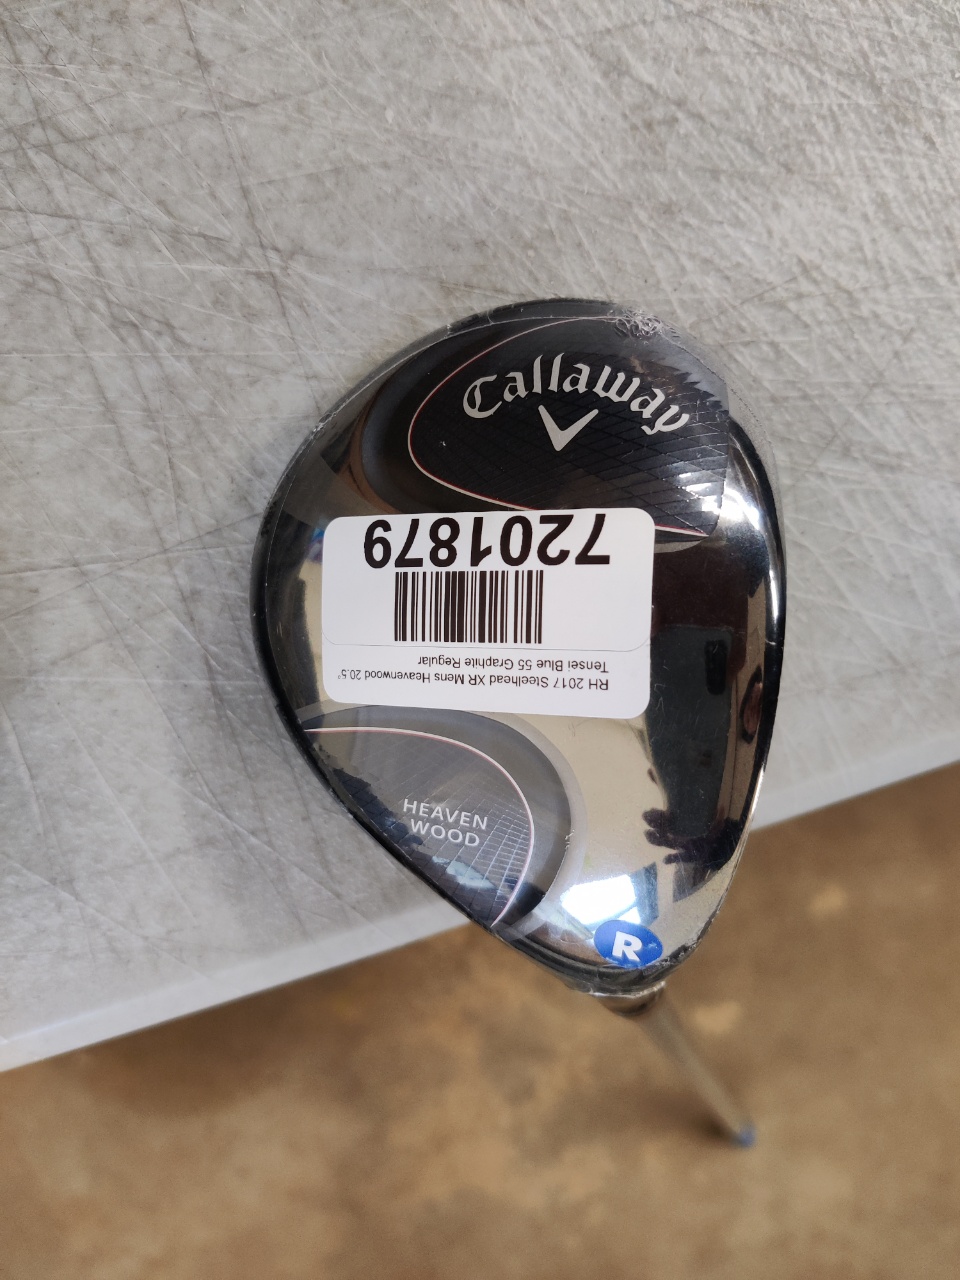 Callaway
7201879
RH 2017 Steelhead XR Mens Heavenwood 20.5°
Tensei Blue 55 Graphite Regular
HEAVEN
WOOD
R